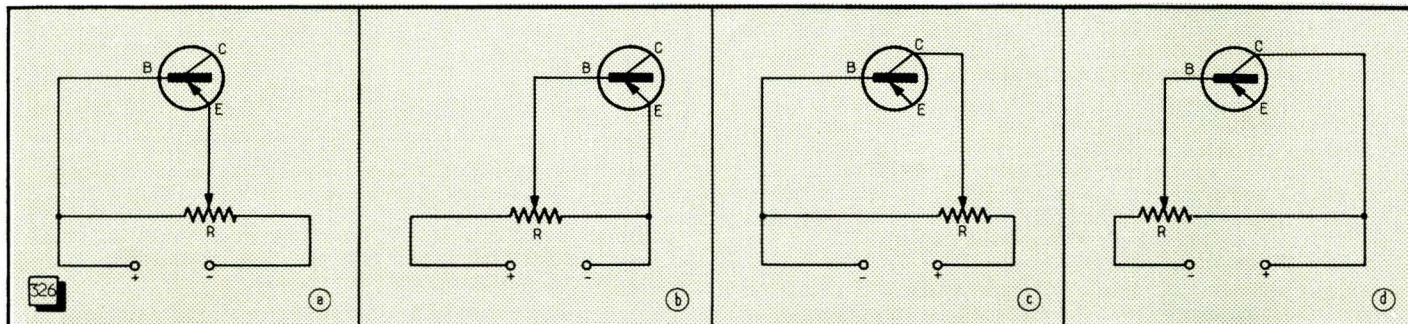 B C E R + - 326 a
B C E R + - b
B C E R - + c
B C E R - + d